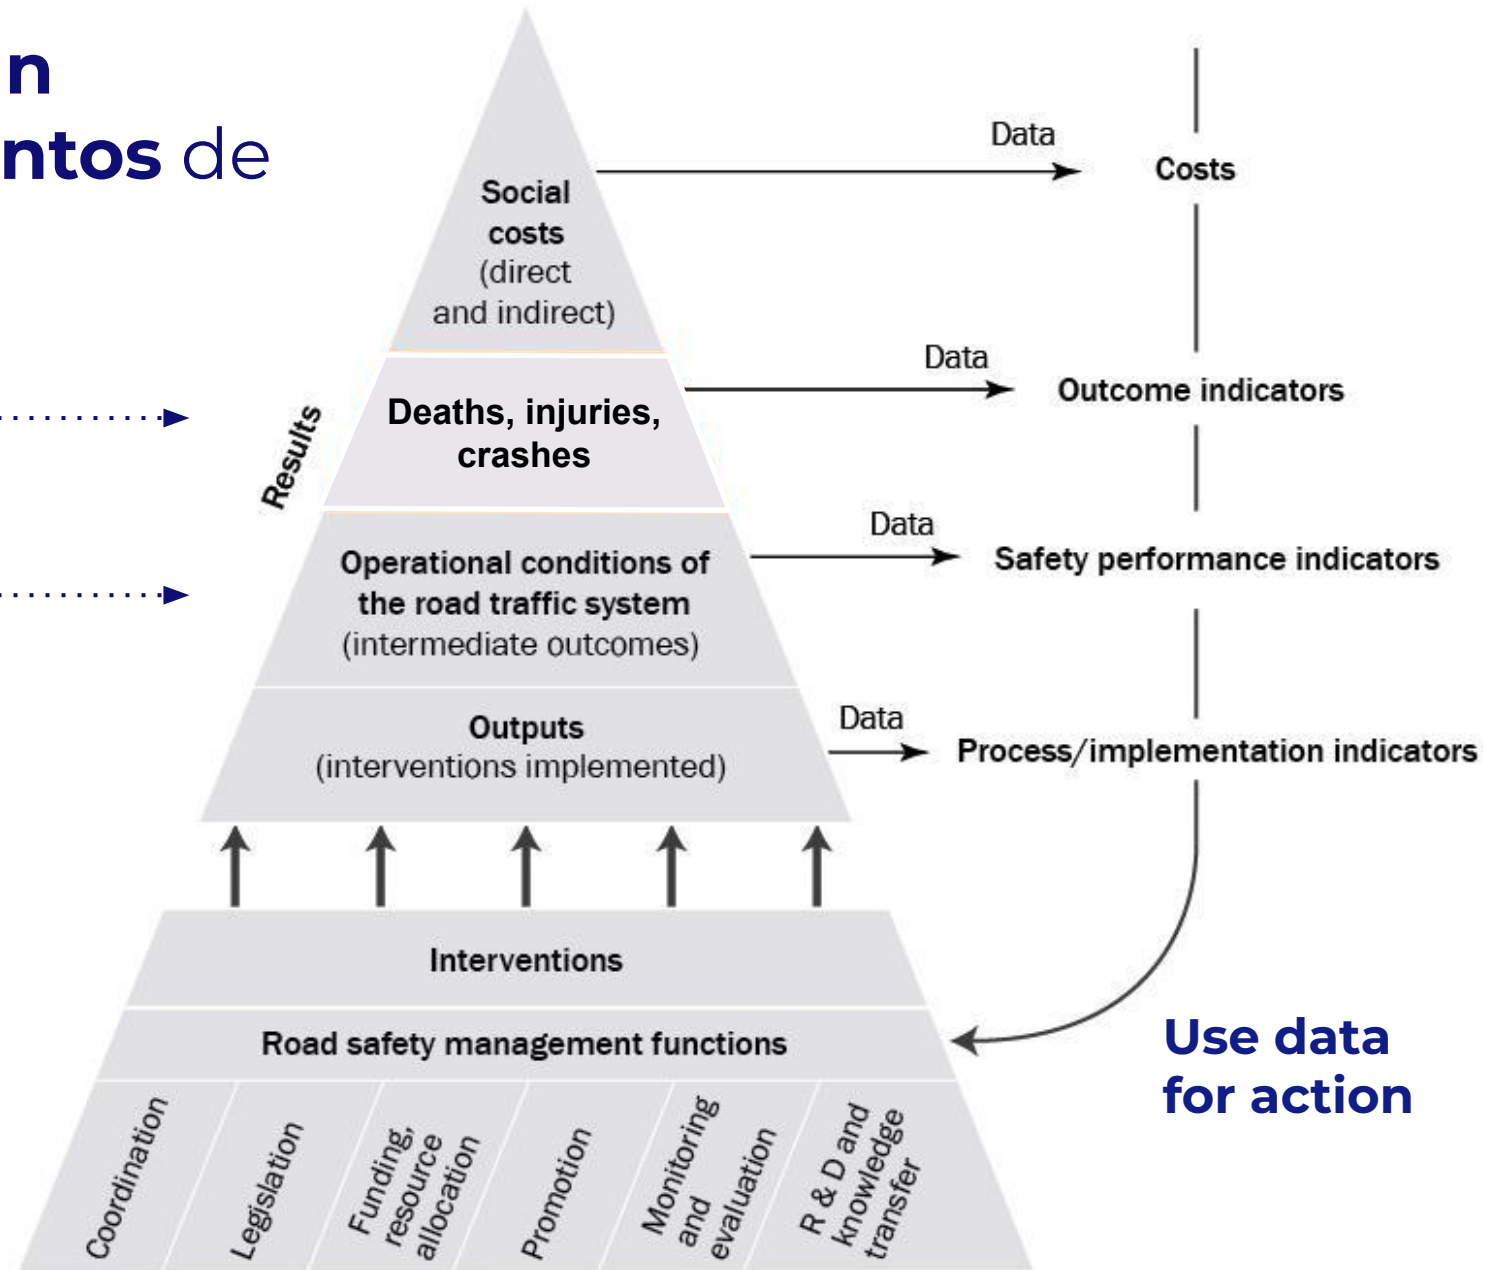 n
ntos de
Data
Costs
Social
costs
(direct
and indirect)
Data
Outcome indicators
Results
Deaths, injuries,
crashes
Data
Safety performance indicators
Operational conditions of
the road traffic system
(intermediate outcomes)
Data
Process/implementation indicators
Outputs
(interventions implemented)
Interventions
Road safety management functions
Use data
for action
Coordination
Legislation
Funding,
resource
allocation
Promotion
Monitoring
and
evaluation
R & D and
knowledge
transfer